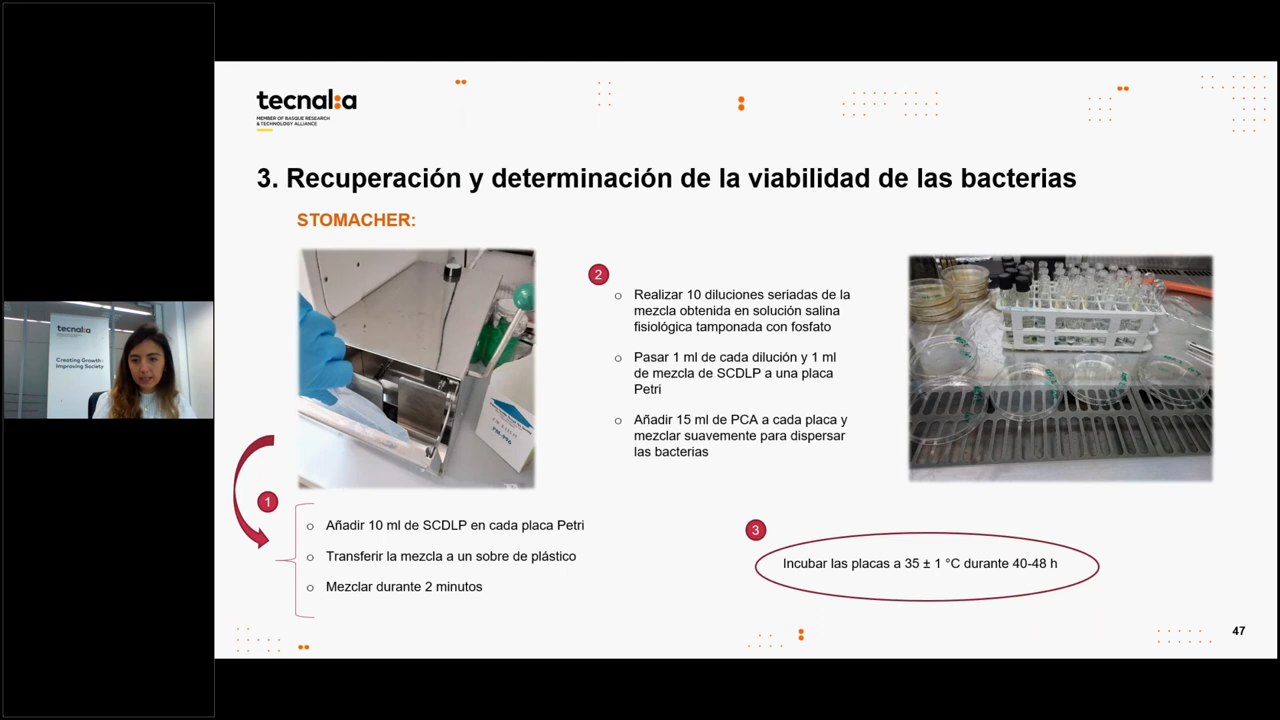 tecnal:a
MEMBER OF BASQUE RESEARCH
& TECHNOLOGY ALLIANCE
3. Recuperación y determinación de la viabilidad de las bacterias
STOMACHER:
1
Añadir 10 ml de SCDLP en cada placa Petri
Transferir la mezcla a un sobre de plástico
Mezclar durante 2 minutos
2
Realizar 10 diluciones seriadas de la
mezcla obtenida en solución salina
fisiológica tamponada con fosfato
Pasar 1 ml de cada dilución y 1 ml
de mezcla de SCDLP a una placa
Petri
Añadir 15 ml de PCA a cada placa y
mezclar suavemente para dispersar
las bacterias
3
Incubar las placas a 35 ± 1 °C durante 40-48 h
47
tecnal:a
Creating Growth
Improving Society